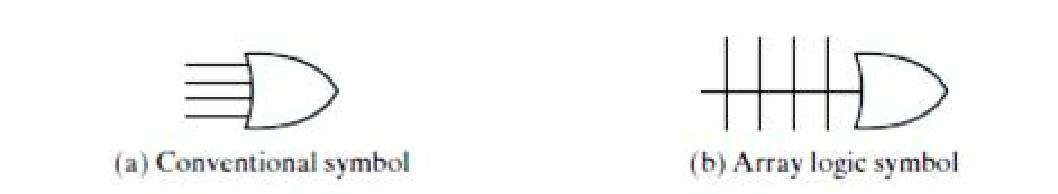 (a) Conventional symbol
(b) Array logic symbol